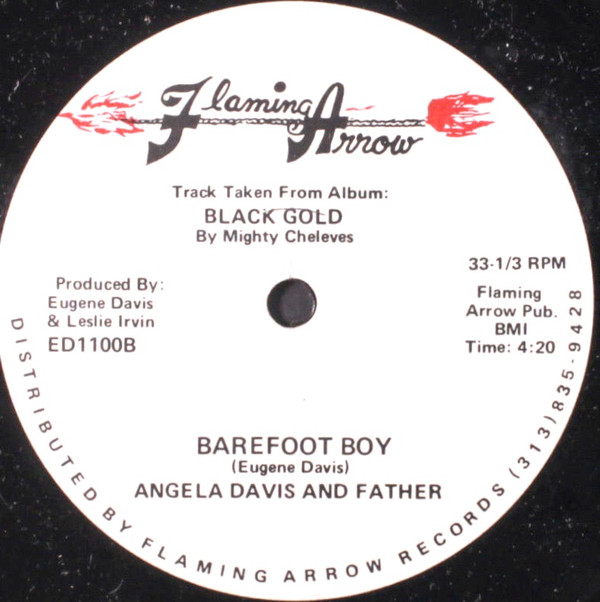 Flaming Arrow
Track Taken From Album:
BLACK GOLD
By Mighty Cheleves
33-1/3 RPM
Produced By:
Eugene Davis
& Leslie Irvin
ED1100B
Flaming
Arrow Pub.
BMI
Time: 4:20
BAREFOOT BOY
(Eugene Davis)
ANGELA DAVIS AND FATHER
DISTRIBUTED BY FLAMING ARROW RECORDS (313) 835-9428